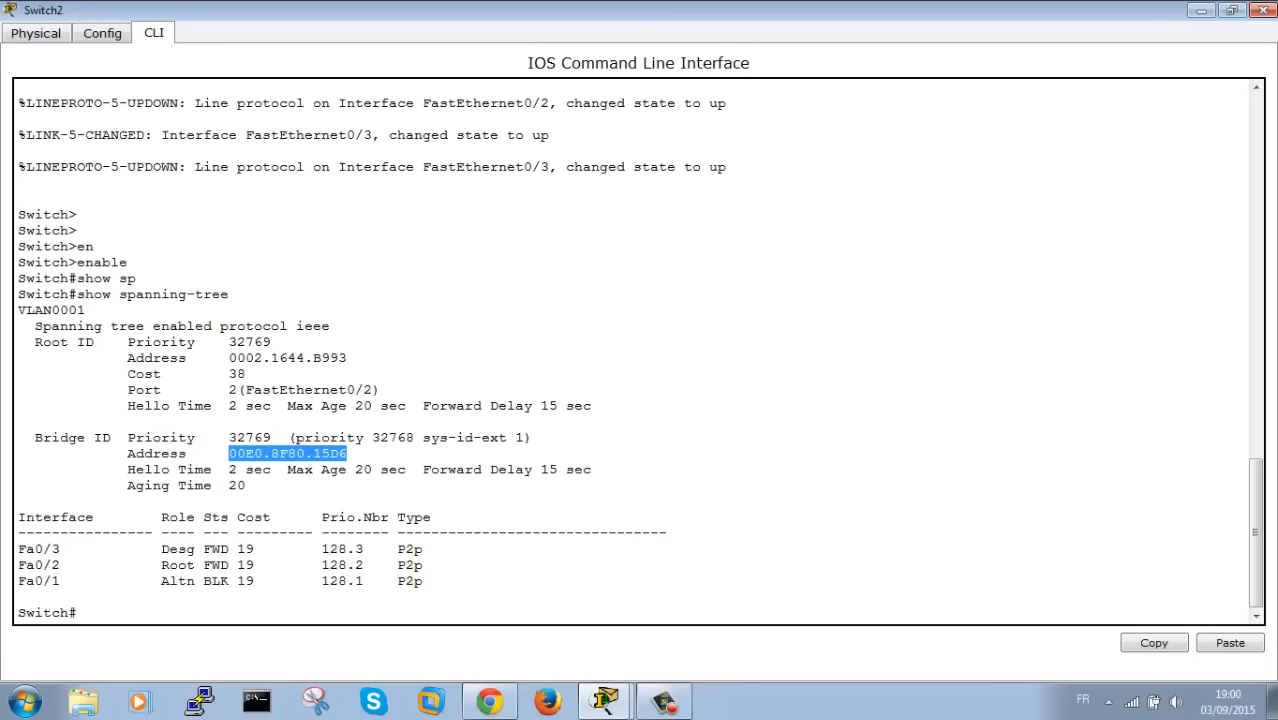 Switch2
Physical Config CLI
IOS Command Line Interface
%LINEPROTO-5-UPDOWN: Line protocol on Interface FastEthernet0/2, changed state to up
%LINK-5-CHANGED: Interface FastEthernet0/3, changed state to up
%LINEPROTO-5-UPDOWN: Line protocol on Interface FastEthernet0/3, changed state to up
Switch>
Switch>
Switch>en
Switch>enable
Switch#show sp
Switch#show spanning-tree
VLAN0001
Spanning tree enabled protocol ieee
Root ID Priority 32769
Address 0002.1644.B993
Cost 38
Port 2(FastEthernet0/2)
Hello Time 2 sec Max Age 20 sec Forward Delay 15 sec
Bridge ID Priority 32769 (priority 32768 sys-id-ext 1)
Address 00E0.8F80.15D6
Hello Time 2 sec Max Age 20 sec Forward Delay 15 sec
Aging Time 20
Interface Role Sts Cost Prio.Nbr Type
---------------- ---- --- --------- -------- --------------------------------
Fa0/3 Desg FWD 19 128.3 P2p
Fa0/2 Root FWD 19 128.2 P2p
Fa0/1 Altn BLK 19 128.1 P2p
Switch#
Copy Paste
FR
19:00
03/09/2015